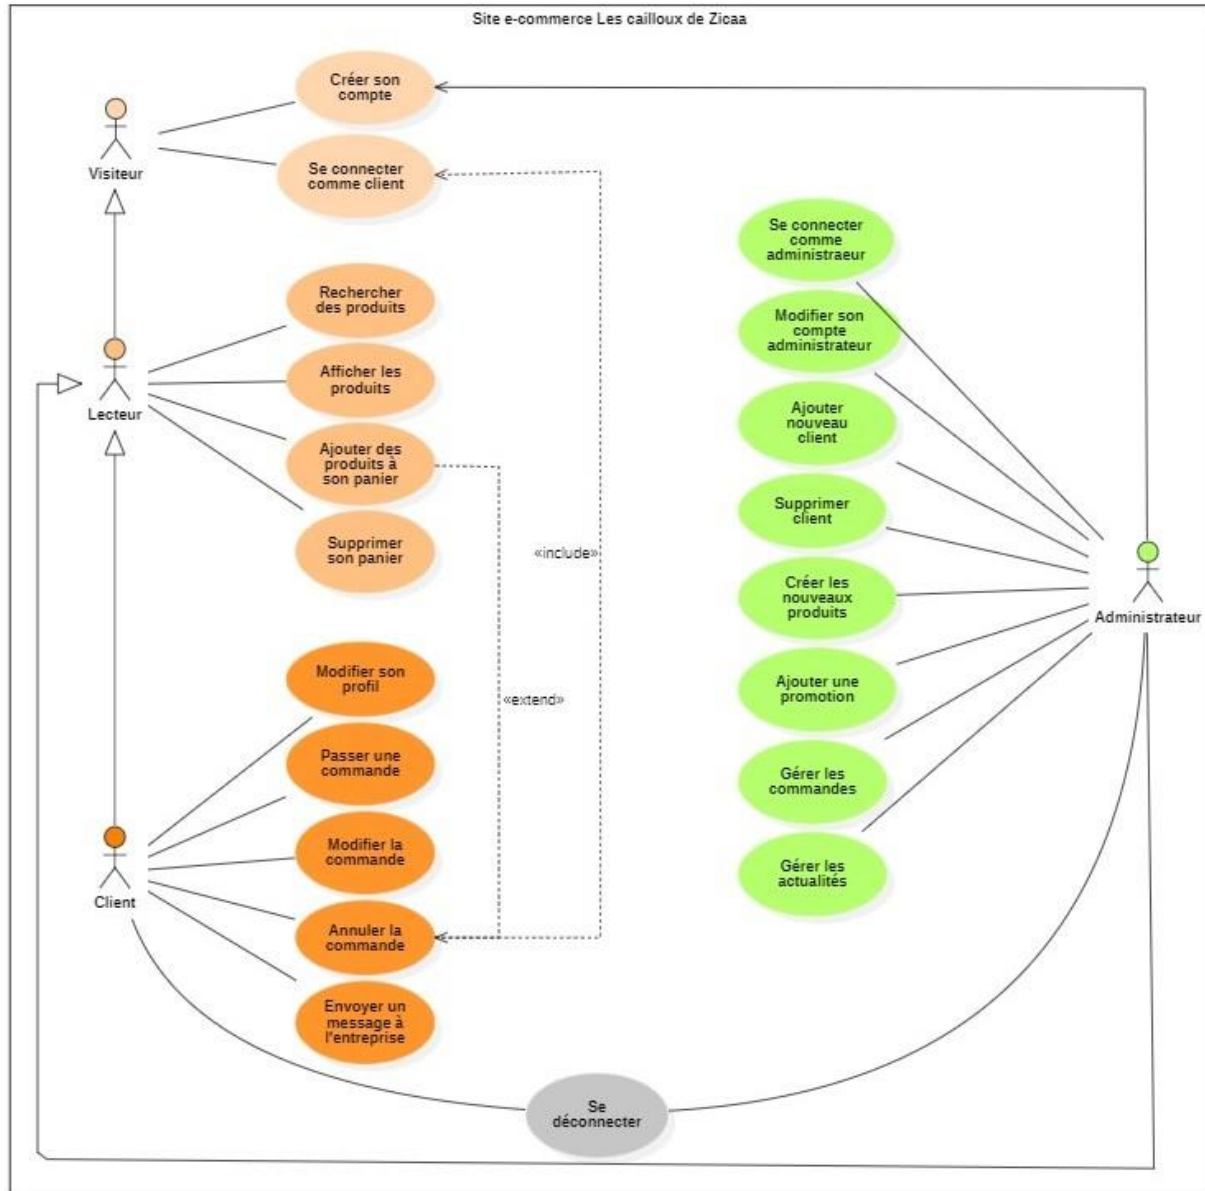 Site e-commerce Les cailloux de Zicaa
Créer son
compte
Visiteur
Se connecter
comme client
Rechercher
des produits
Lecteur
Afficher les
produits
Ajouter des
produits à
son panier
Supprimer
son panier
«include»
«extend»
Modifier son
profil
Passer une
commande
Modifier la
commande
Client
Annuler la
commande
Envoyer un
message à
l'entreprise
Se connecter
comme
administraeur
Modifier son
compte
administrateur
Ajouter
nouveau
client
Supprimer
client
Créer les
nouveaux
produits
Administrateur
Ajouter une
promotion
Gérer les
commandes
Gérer les
actualités
Se
déconnecter